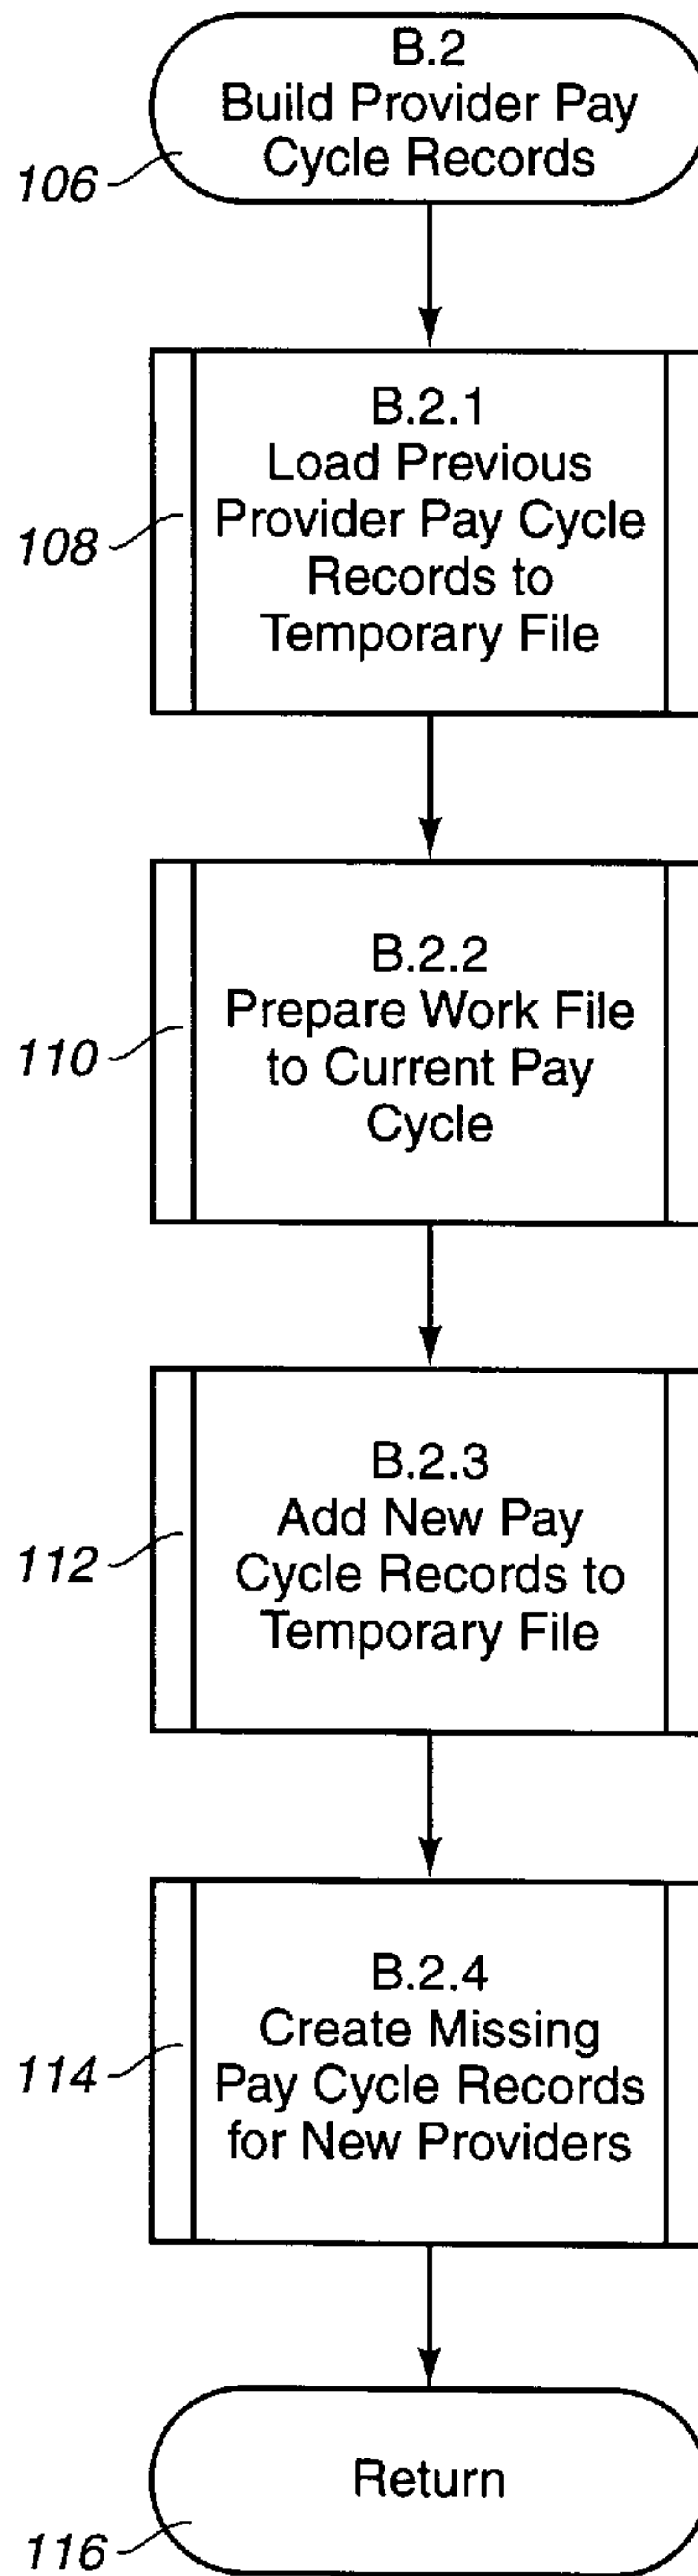 B.2
Build Provider Pay
Cycle Records
106
B.2.1
Load Previous
Provider Pay Cycle
Records to
Temporary File
108
B.2.2
Prepare Work File
to Current Pay
Cycle
110
B.2.3
Add New Pay
Cycle Records to
Temporary File
112
B.2.4
Create Missing
Pay Cycle Records
for New Providers
114
Return
116